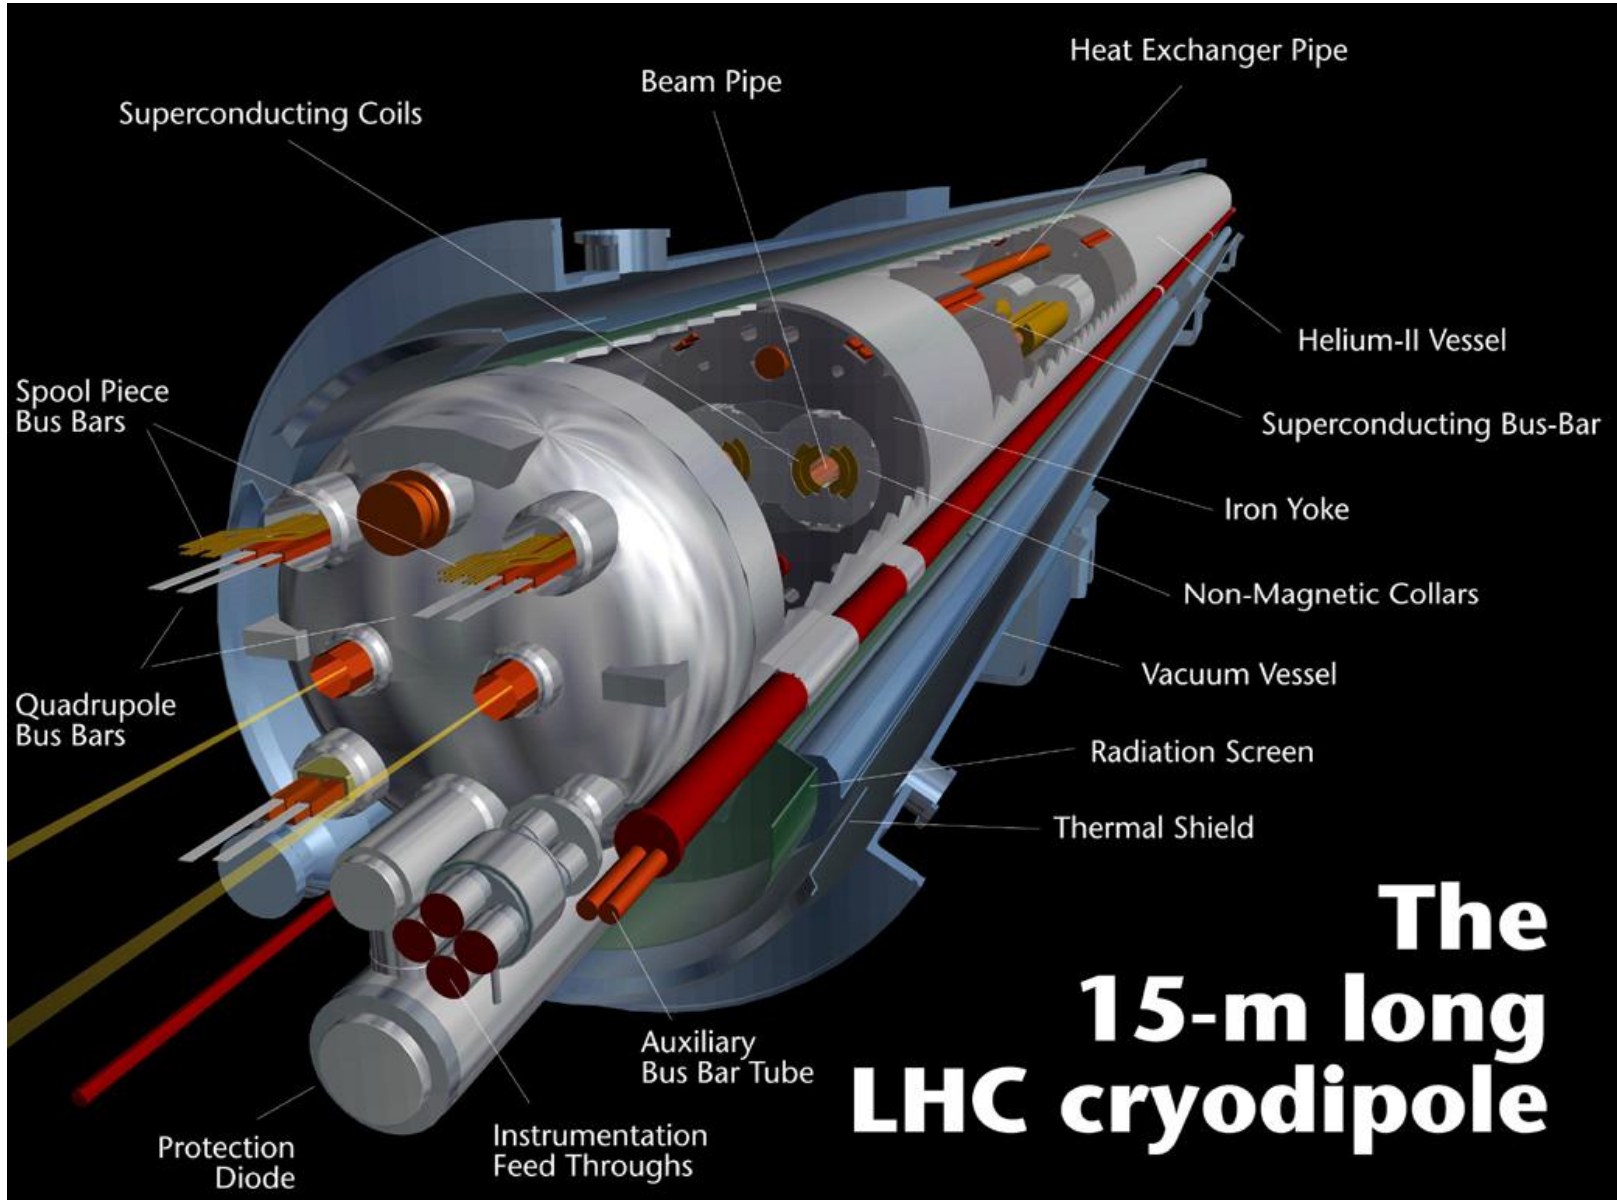 Heat Exchanger Pipe
Beam Pipe
Superconducting Coils
Helium-II Vessel
Spool Piece
Bus Bars
Superconducting Bus-Bar
Iron Yoke
Non-Magnetic Collars
Vacuum Vessel
Quadrupole
Bus Bars
Radiation Screen
Thermal Shield
The
15-m long
LHC cryodipole
Auxiliary
Bus Bar Tube
Instrumentation
Feed Throughs
Protection
Diode